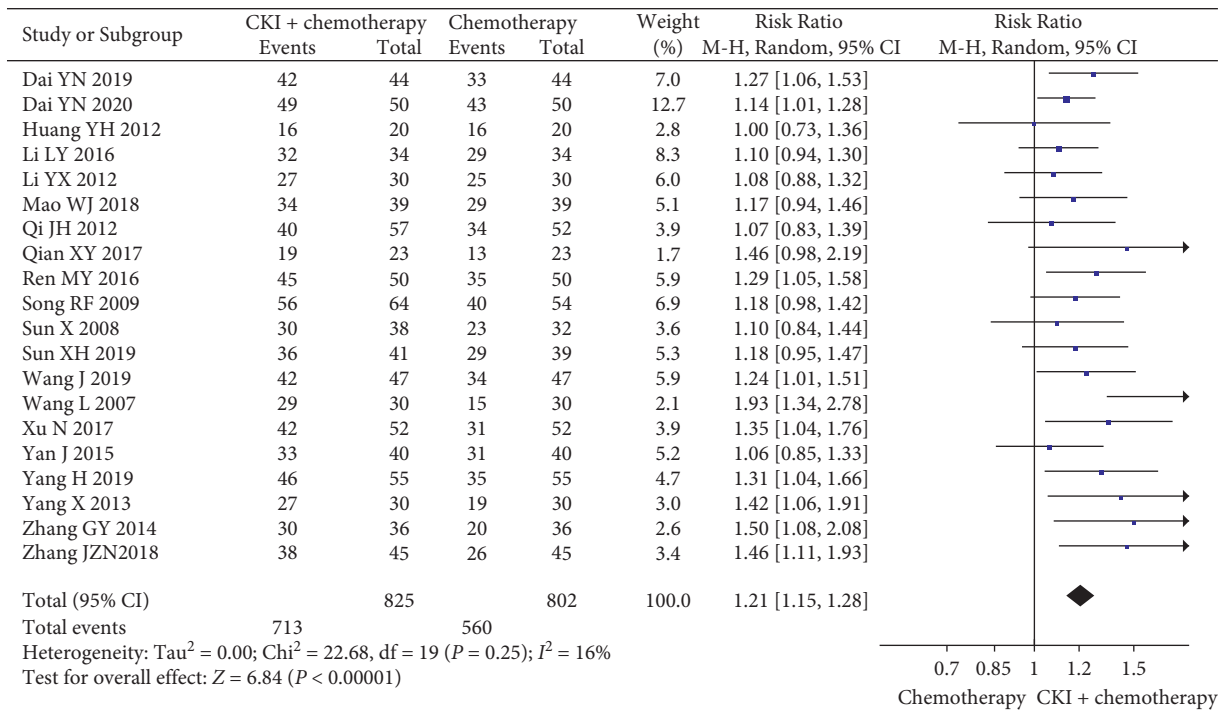 Study or Subgroup CKI + chemotherapy Chemotherapy Weight Risk Ratio Risk Ratio
Events Total Events Total (%) M-H, Random, 95% CI M-H, Random, 95% CI
Dai YN 2019 42 44 33 44 7.0 1.27 [1.06, 1.53]
Dai YN 2020 49 50 43 50 12.7 1.14 [1.01, 1.28]
Huang YH 2012 16 20 16 20 2.8 1.00 [0.73, 1.36]
Li LY 2016 32 34 29 34 8.3 1.10 [0.94, 1.30]
Li YX 2012 27 30 25 30 6.0 1.08 [0.88, 1.32]
Mao WJ 2018 34 39 29 39 5.1 1.17 [0.94, 1.46]
Qi JH 2012 40 57 34 52 3.9 1.07 [0.83, 1.39]
Qian XY 2017 19 23 13 23 1.7 1.46 [0.98, 2.19]
Ren MY 2016 45 50 35 50 5.9 1.29 [1.05, 1.58]
Song RF 2009 56 64 40 54 6.9 1.18 [0.98, 1.42]
Sun X 2008 30 38 23 32 3.6 1.10 [0.84, 1.44]
Sun XH 2019 36 41 29 39 5.3 1.18 [0.95, 1.47]
Wang J 2019 42 47 34 47 5.9 1.24 [1.01, 1.51]
Wang L 2007 29 30 15 30 2.1 1.93 [1.34, 2.78]
Xu N 2017 42 52 31 52 3.9 1.35 [1.04, 1.76]
Yan J 2015 33 40 31 40 5.2 1.06 [0.85, 1.33]
Yang H 2019 46 55 35 55 4.7 1.31 [1.04, 1.66]
Yang X 2013 27 30 19 30 3.0 1.42 [1.06, 1.91]
Zhang GY 2014 30 36 20 36 2.6 1.50 [1.08, 2.08]
Zhang JZN2018 38 45 26 45 3.4 1.46 [1.11, 1.93]
Total (95% CI) 825 802 100.0 1.21 [1.15, 1.28]
Total events 713 560
Heterogeneity: Tau² = 0.00; Chi² = 22.68, df = 19 (P = 0.25); I² = 16%
Test for overall effect: Z = 6.84 (P < 0.00001)
0.7 0.85 1 1.2 1.5
Chemotherapy CKI + chemotherapy